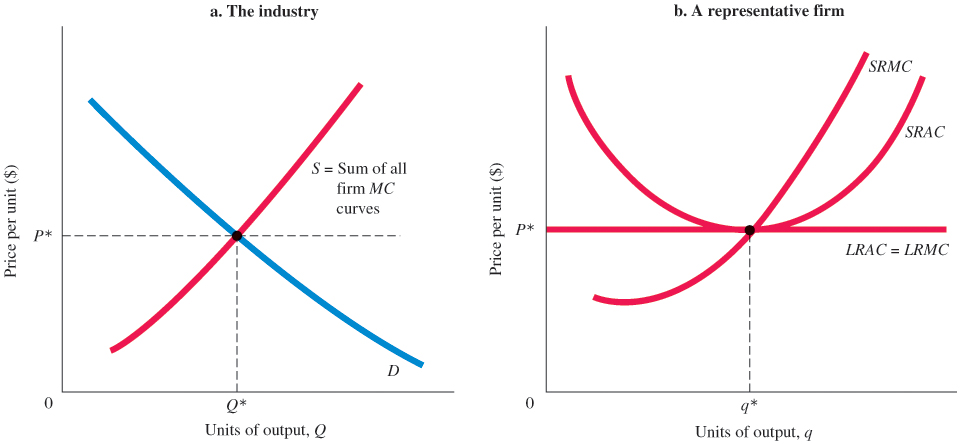 a. The industry
Price per unit ($)
P*
S = Sum of all
firm MC
curves
D
0
Q*
Units of output, Q
b. A representative firm
Price per unit ($)
P*
SRMC
SRAC
LRAC = LRMC
0
q*
Units of output, q